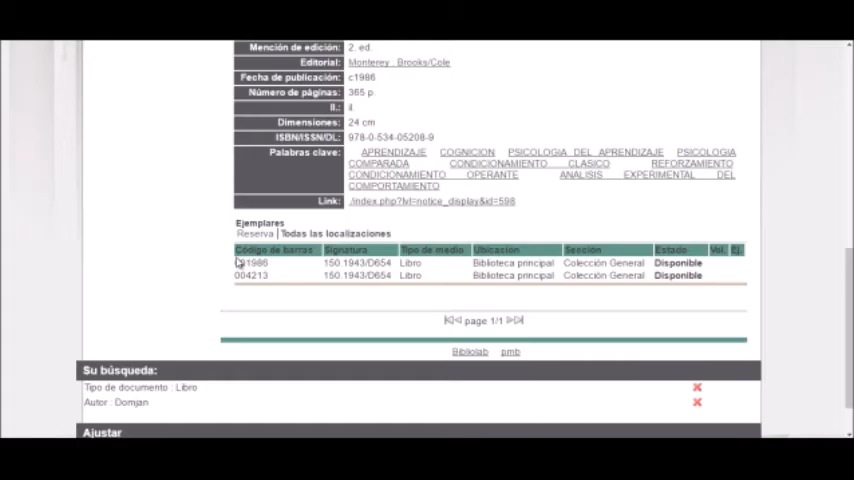 Mención de edición: 2. ed.
Editorial: Monterey : Brooks/Cole
Fecha de publicación: c1986
Número de páginas: 365 p.
Il.: il.
Dimensiones: 24 cm
ISBN/ISSN/DL: 978-0-534-05208-9
Palabras clave: APRENDIZAJE COGNICION PSICOLOGIA DEL APRENDIZAJE PSICOLOGIA
COMPARADA CONDICIONAMIENTO CLASICO REFORZAMIENTO
CONDICIONAMIENTO OPERANTE ANALISIS EXPERIMENTAL DEL
COMPORTAMIENTO
Link: ./index.php?lvl=notice_display&id=598
Ejemplares
Reserva Todas las localizaciones
Código de barras Signatura Tipo de medio Ubicación Sección Estado Vol. Ej.
150.1943/D654 Libro Biblioteca principal Colección General Disponible
004213 150.1943/D654 Libro Biblioteca principal Colección General Disponible
page 1/1
Bibliolab pmb
Su búsqueda:
Tipo de documento : Libro
Autor : Domjan
Ajustar